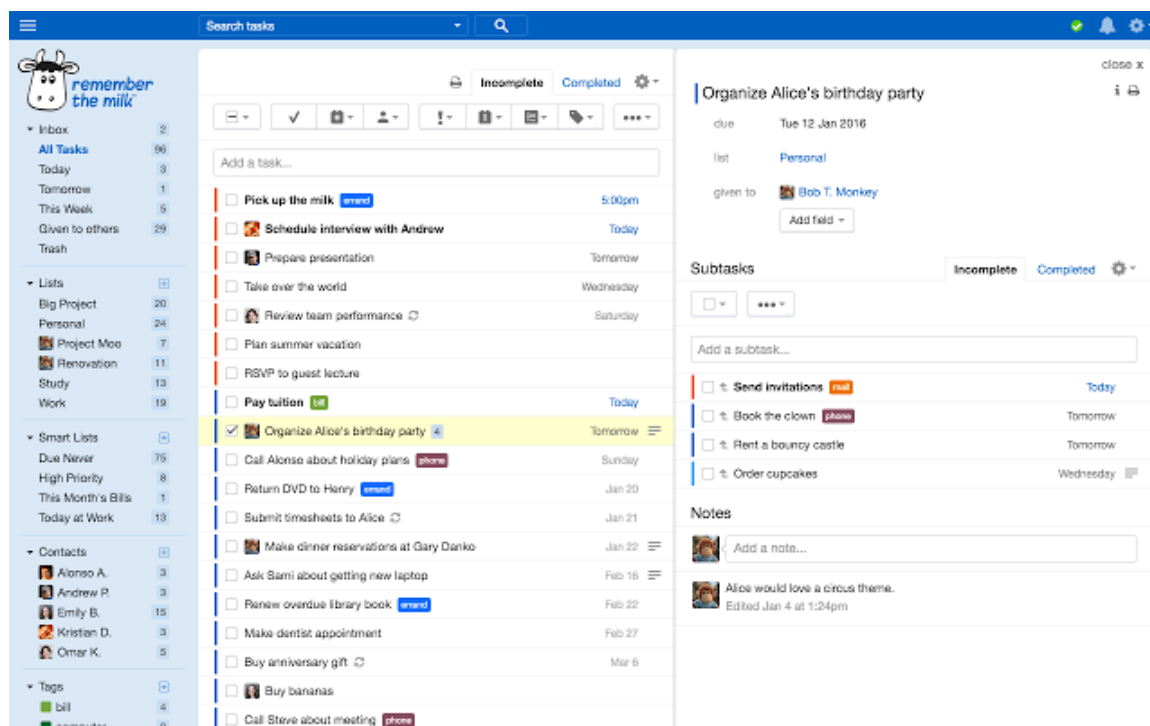 Search tasks
remember
the milk
Inbox 2
All Tasks 96
Today 3
Tomorrow 1
This Week 5
Given to others 29
Trash
Lists
Big Project 20
Personal 24
Project Moo 7
Renovation 11
Study 13
Work 19
Smart Lists
Due Never 75
High Priority 8
This Month's Bills 1
Today at Work 13
Contacts
Alonso A. 3
Andrew P. 3
Emily B. 15
Kristian D. 3
Omar K. 5
Tags
bill 4
Incomplete Completed
Add a task...
Pick up the milk errand 5:00pm
Schedule interview with Andrew Today
Prepare presentation Tomorrow
Take over the world Wednesday
Review team performance Saturday
Plan summer vacation
RSVP to guest lecture
Pay tuition bill Today
Organize Alice's birthday party 4 Tomorrow
Call Alonso about holiday plans phone Sunday
Return DVD to Henry errand Jan 20
Submit timesheets to Alice Jan 21
Make dinner reservations at Gary Danko Jan 22
Ask Sami about getting new laptop Feb 16
Renew overdue library book errand Feb 22
Make dentist appointment Feb 27
Buy anniversary gift Mar 6
Buy bananas
Call Steve about meeting phone
close x
Organize Alice's birthday party
due Tue 12 Jan 2016
list Personal
given to Bob T. Monkey
Add field
Subtasks Incomplete Completed
Add a subtask...
Send invitations mail Today
Book the clown phone Tomorrow
Rent a bouncy castle Tomorrow
Order cupcakes Wednesday
Notes
Add a note...
Alice would love a circus theme.
Edited Jan 4 at 1:24pm